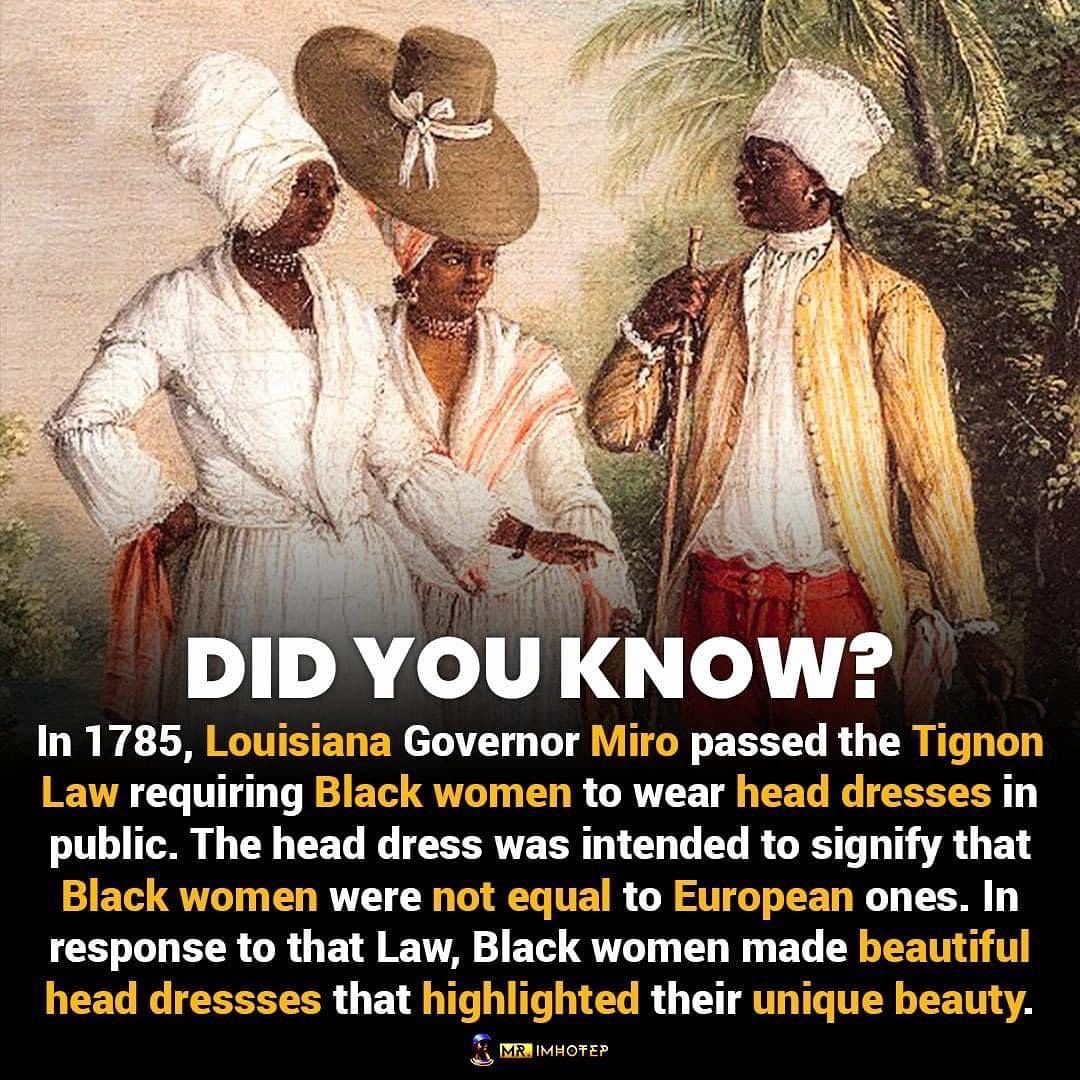 DID YOU KNOW?
In 1785, Louisiana Governor Miro passed the Tignon
Law requiring Black women to wear head dresses in
public. The head dress was intended to signify that
Black women were not equal to European ones. In
response to that Law, Black women made beautiful
head dressses that highlighted their unique beauty.
MR. IMHOTEP